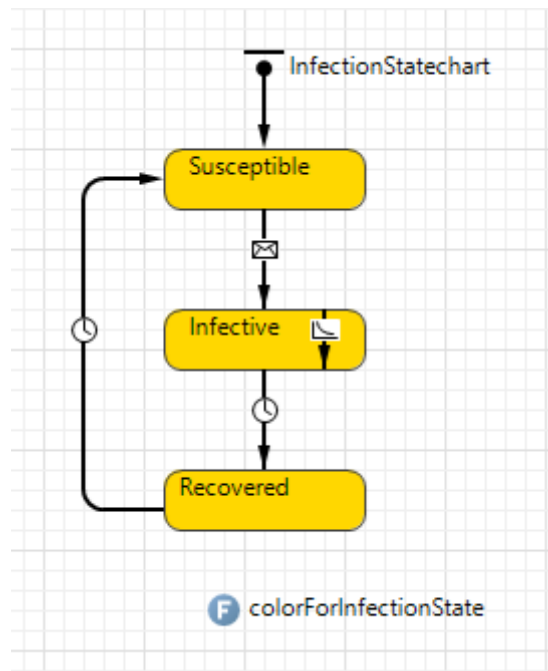 InfectionStatechart
Susceptible
Infective
Recovered
F colorForInfectionState